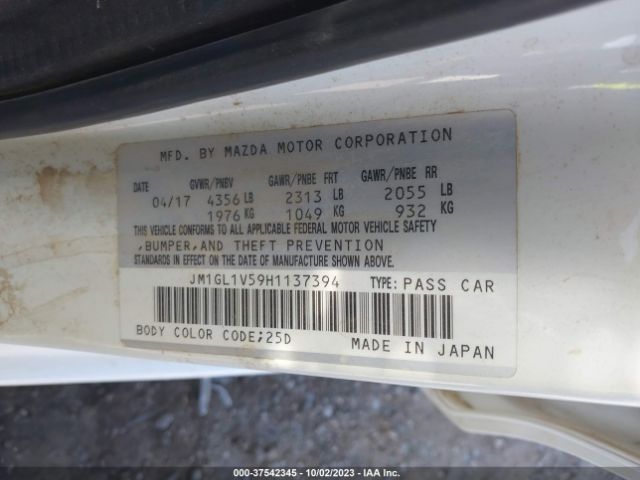 MFD. BY MAZDA MOTOR CORPORATION
DATE GVWR/PNBV GAWR/PNBE FRT GAWR/PNBE RR
04/17 4356 LB 2313 LB 2055 LB
1976 KG 1049 KG 932 KG
THIS VEHICLE CONFORMS TO ALL APPLICABLE FEDERAL MOTOR VEHICLE SAFETY
,BUMPER,AND THEFT PREVENTION
STANDARDS IN EFFECT ON THE DATE OF MANUFACTURE SHOWN ABOVE.
JM1GL1V59H1137394 TYPE: PASS CAR
BODY COLOR CODE;25D MADE IN JAPAN
000-37542345 - 10/02/2023 - IAA Inc.